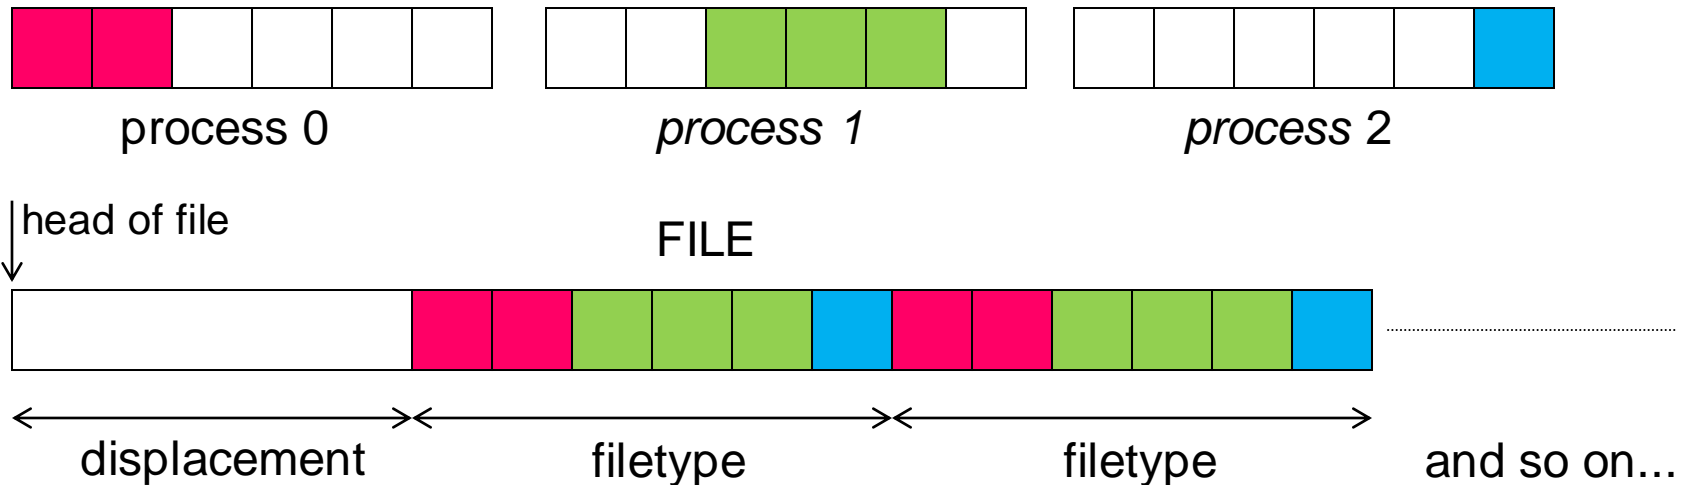 process 0
process 1
process 2
head of file
FILE
displacement
filetype
filetype
and so on...